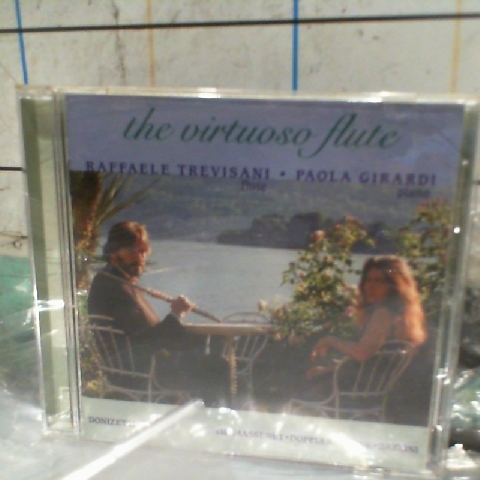 the virtuoso flute
RAFFAELE TREVISANI • PAOLA GIRARDI
flute
piano